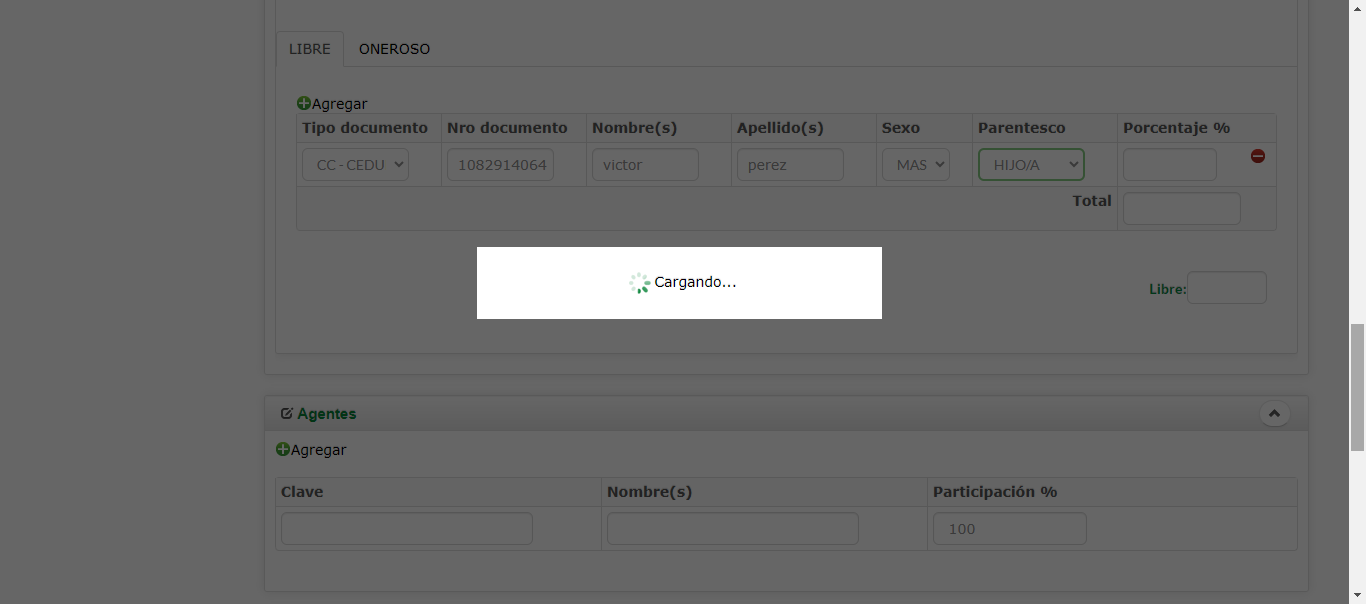 LIBRE ONEROSO
Agregar
Tipo documento Nro documento Nombre(s) Apellido(s) Sexo Parentesco Porcentaje %
CC - CEDU 1082914064 victor perez MAS HIJO/A
Total
Cargando...
Libre:
Agentes
Agregar
Clave Nombre(s) Participación %
100